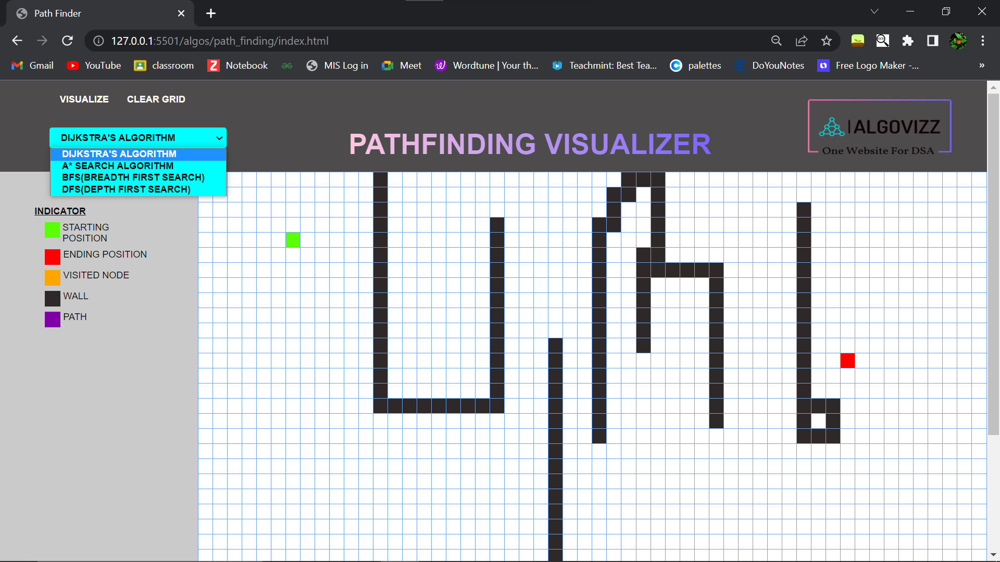 Path Finder
127.0.0.1:5501/algos/path_finding/index.html
Gmail YouTube classroom Notebook MIS Log in Meet Wordtune | Your th... Teachmint: Best Tea... palettes DoYouNotes Free Logo Maker -... »
VISUALIZE CLEAR GRID
DIJKSTRA'S ALGORITHM
DIJKSTRA'S ALGORITHM
A* SEARCH ALGORITHM
BFS(BREADTH FIRST SEARCH)
DFS(DEPTH FIRST SEARCH)
PATHFINDING VISUALIZER
ALGOVIZZ
One Website For DSA
INDICATOR
STARTING
POSITION
ENDING POSITION
VISITED NODE
WALL
PATH